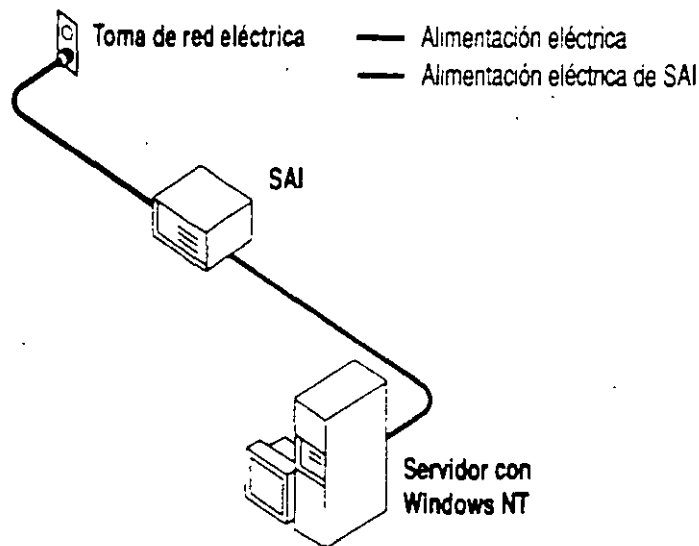 Toma de red eléctrica
Alimentación eléctrica
Alimentación eléctrica de SAI
SAI
Servidor con
Windows NT